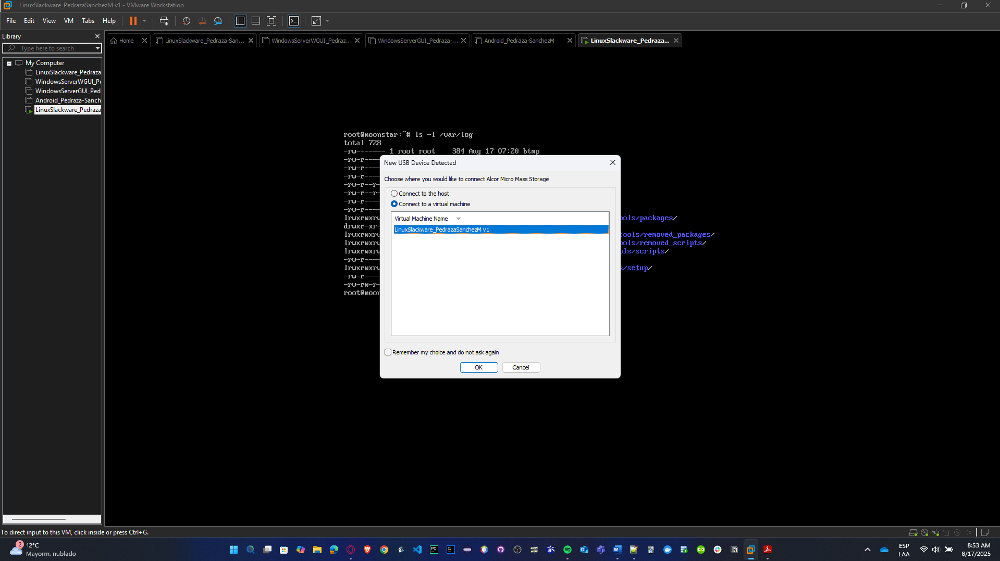 LinuxSlackware_PedrazaSanchezM v1 - VMware Workstation
File Edit View VM Tabs Help
Library
Type here to search
My Computer
LinuxSlackware_Pedraza
WindowsServerWGUI_Pe
WindowsServerGUI_Ped
Android_Pedraza-Sanch
LinuxSlackware_Pedraza
Home
LinuxSlackware_Pedraza-San...
WindowsServerWGUI_Pedraz...
WindowsServerGUI_Pedraza-...
Android_Pedraza-SanchezM
LinuxSlackware_Pedraza...
root@moonstar:~# ls -l /var/log
total 728
-rw------- 1 root root    384 Aug 17 07:20 btmp
-rw-r----
-rw-r----
-rw-r----
-rw-r--r-
-rw-r--r-
-rw-r----
-rw-r----
lrwxrwxrw ools/packages/
drwxr-xr-
lrwxrwxrw tools/removed_packages/
lrwxrwxrw ools/removed_scripts/
lrwxrwxrw ols/scripts/
-rw-r----
lrwxrwxrw s/setup/
-rw-r----
-rw-rw-r-
root@moon
New USB Device Detected
Choose where you would like to connect Alcor Micro Mass Storage
Connect to the host
Connect to a virtual machine
Virtual Machine Name
LinuxSlackware_PedrazaSanchezM v1
Remember my choice and do not ask again
OK Cancel
To direct input to this VM, click inside or press Ctrl+G.
2
12°C
Mayorm. nublado
PC
IJ
ESP
LAA
8:53 AM
8/17/2025